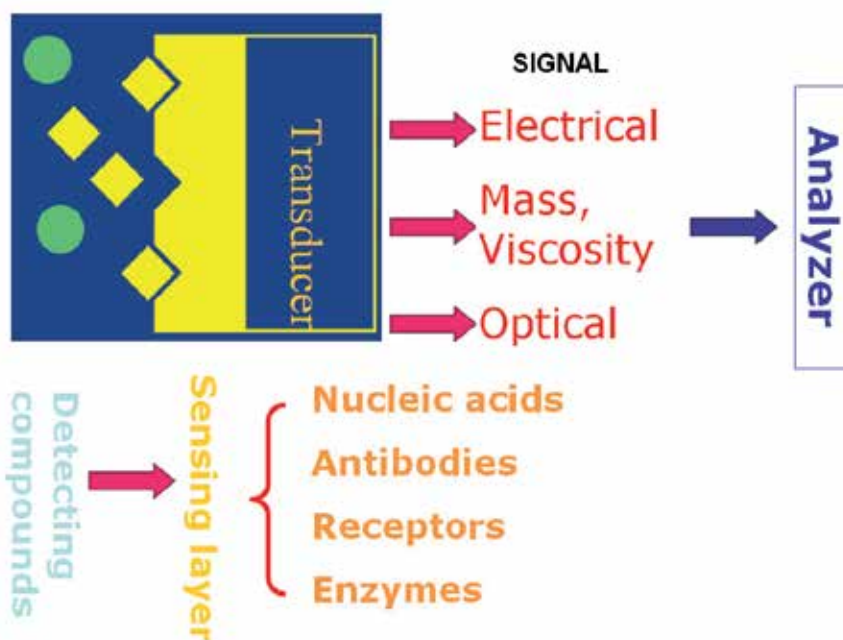 SIGNAL
Transducer
Electrical
Mass,
Viscosity
Optical
Analyzer
Detecting
compounds
Sensing layer
Nucleic acids
Antibodies
Receptors
Enzymes